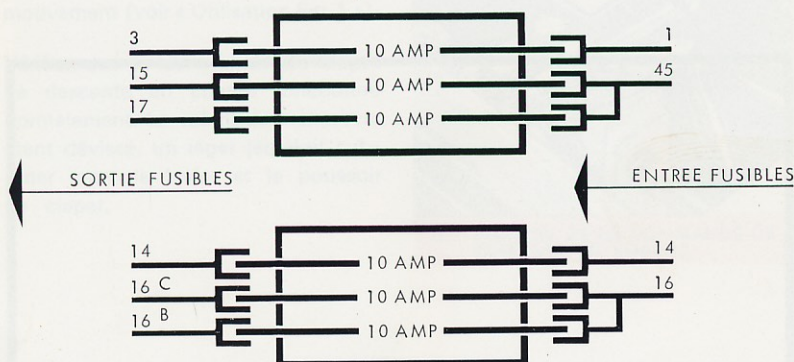 3 10 AMP 1
15 10 AMP 45
17 10 AMP
SORTIE FUSIBLES ENTREE FUSIBLES
14 10 AMP 14
16 C 10 AMP 16
16 B 10 AMP